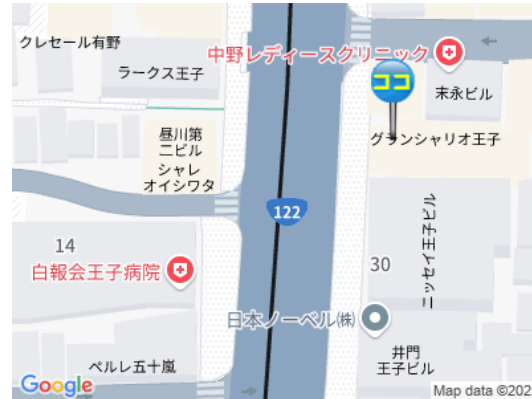 クレセール有野
ラークス王子
中野レディースクリニック
ココ
末永ビル
昼川第
二ビル
シャレ
オイシワタ
グランシャリオ王子
122
14
白報会王子病院
30
ニッセイ王子ビル
日本ノーベル㈱
井門
王子ビル
ペルレ五十嵐
Google
Map data ©202